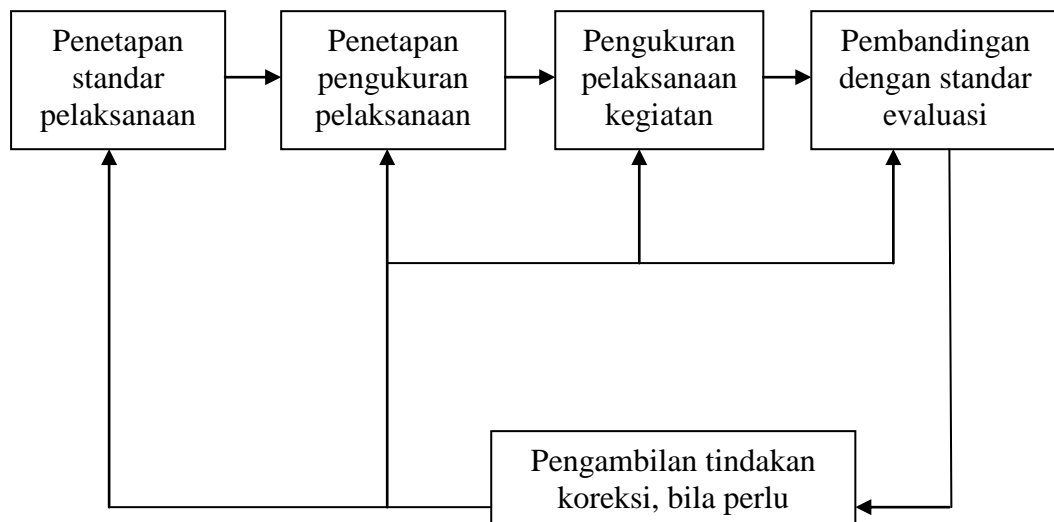 Penetapan
standar
pelaksanaan
Penetapan
pengukuran
pelaksanaan
Pengukuran
pelaksanaan
kegiatan
Pembandingan
dengan standar
evaluasi
Pengambilan tindakan
koreksi, bila perlu